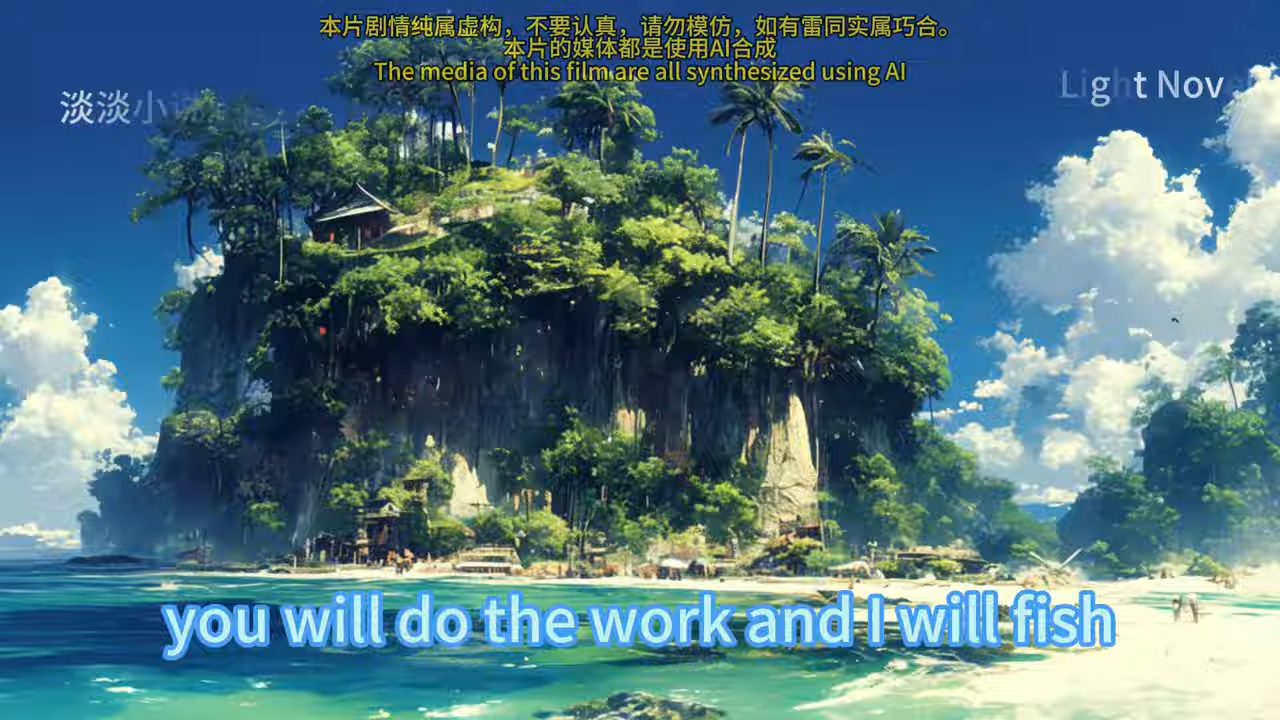 本片剧情纯属虚构，不要认真，请勿模仿，如有雷同实属巧合。
本片的媒体都是使用AI合成
The media of this film are all synthesized using AI
淡淡小说
Light Nov
you will do the work and I will fish